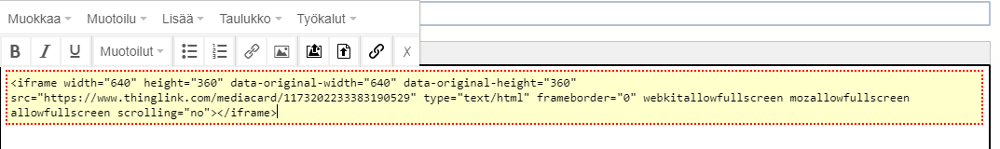 Muokkaa Muotoilu Lisää Taulukko Työkalut
B I U Muotoilut X
<iframe width="640" height="360" data-original-width="640" data-original-height="360"
src="https://www.thinglink.com/mediacard/1173202233383190529" type="text/html" frameborder="0" webkitallowfullscreen mozallowfullscreen
allowfullscreen scrolling="no"></iframe>